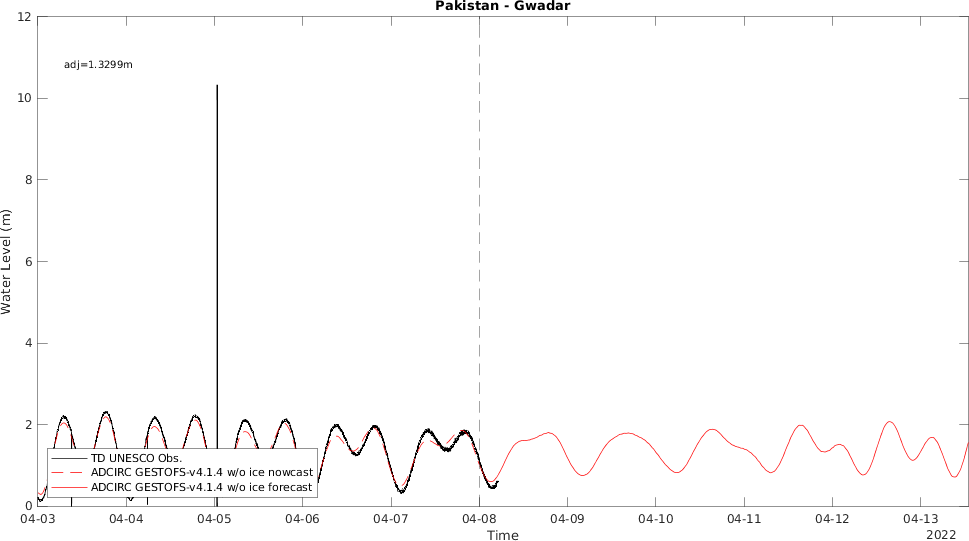 Pakistan - Gwadar
12
adj=1.3299m
10
8
6
4
2
0
Water Level (m)
TD UNESCO Obs.
ADCIRC GESTOFS-v4.1.4 w/o ice nowcast
ADCIRC GESTOFS-v4.1.4 w/o ice forecast
04-03 04-04 04-05 04-06 04-07 04-08 04-09 04-10 04-11 04-12 04-13
Time
2022